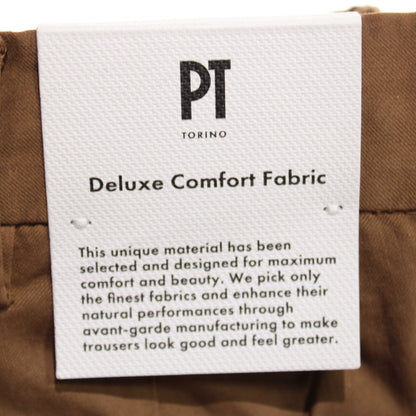 PT
TORINO
Deluxe Comfort Fabric
This unique material has been
selected and designed for maximum
comfort and beauty. We pick only
the finest fabrics and enhance their
natural performances through
avant-garde manufacturing to make
trousers look good and feel greater.